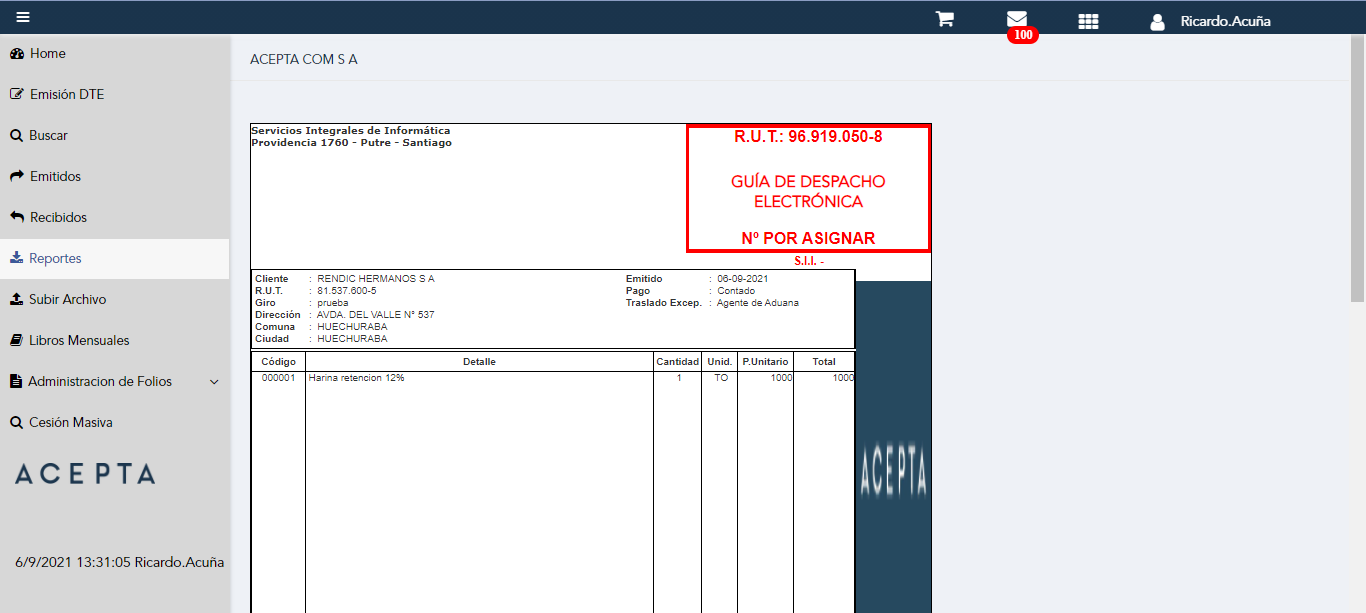 Ricardo.Acuña
100
Home
Emisión DTE
Buscar
Emitidos
Recibidos
Reportes
Subir Archivo
Libros Mensuales
Administracion de Folios
Cesión Masiva
ACEPTA
6/9/2021 13:31:05 Ricardo.Acuña
ACEPTA COM S A
Servicios Integrales de Informática
Providencia 1760 - Putre - Santiago
R.U.T.: 96.919.050-8
GUÍA DE DESPACHO
ELECTRÓNICA
Nº POR ASIGNAR
S.I.I. -
Cliente : RENDIC HERMANOS S A Emitido : 06-09-2021
R.U.T. : 81.537.600-5 Pago : Contado
Giro : prueba Traslado Excep. : Agente de Aduana
Dirección : AVDA. DEL VALLE N° 537
Comuna : HUECHURABA
Ciudad : HUECHURABA
Código Detalle Cantidad Unid. P.Unitario Total
000001 Harina retencion 12% 1 TO 1000 1000
ACEPTA